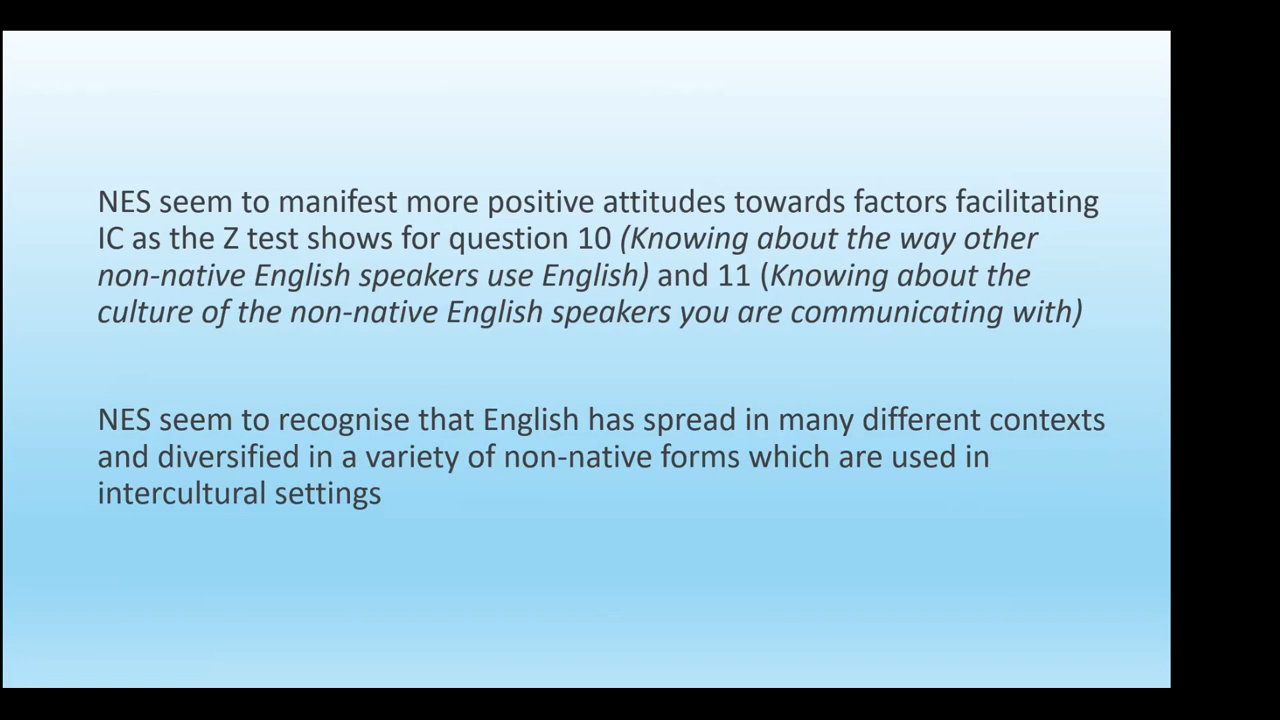 NES seem to manifest more positive attitudes towards factors facilitating
IC as the Z test shows for question 10 (Knowing about the way other
non-native English speakers use English) and 11 (Knowing about the
culture of the non-native English speakers you are communicating with)
NES seem to recognise that English has spread in many different contexts
and diversified in a variety of non-native forms which are used in
intercultural settings